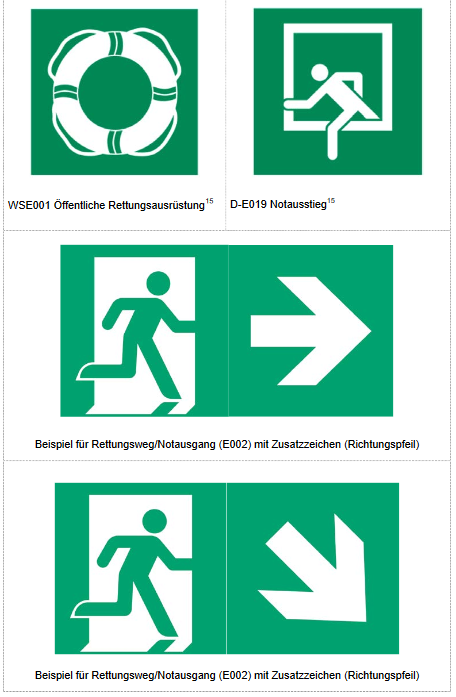 WSE001 Öffentliche Rettungsausrüstung¹⁵
D-E019 Notausstieg¹⁵
Beispiel für Rettungsweg/Notausgang (E002) mit Zusatzzeichen (Richtungspfeil)
Beispiel für Rettungsweg/Notausgang (E002) mit Zusatzzeichen (Richtungspfeil)